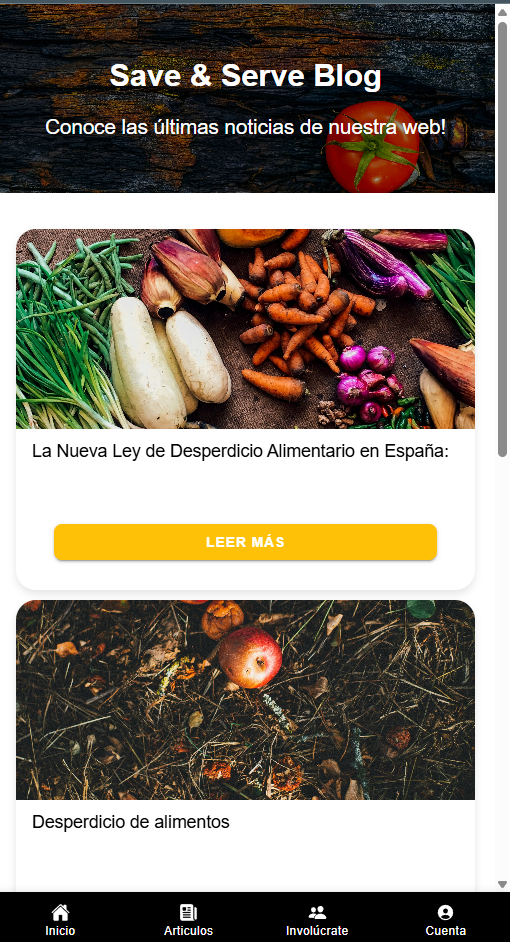 Save & Serve Blog
Conoce las últimas noticias de nuestra web!
La Nueva Ley de Desperdicio Alimentario en España:
LEER MÁS
Desperdicio de alimentos
Inicio
Articulos
Involúcrate
Cuenta